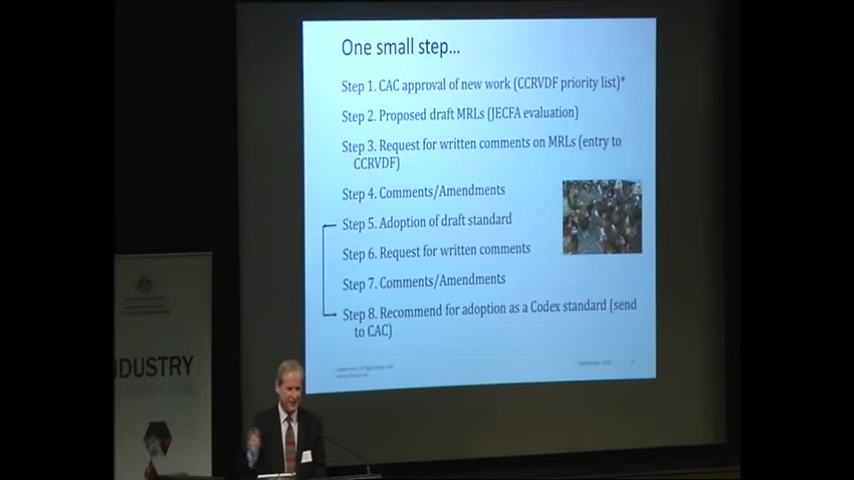 One small step...
Step 1. CAC approval of new work (CCRVDF priority list)*
Step 2. Proposed draft MRLs (JECFA evaluation)
Step 3. Request for written comments on MRLs (entry to
CCRVDF)
Step 4. Comments/Amendments
Step 5. Adoption of draft standard
Step 6. Request for written comments
Step 7. Comments/Amendments
Step 8. Recommend for adoption as a Codex standard (send
to CAC)
NDUSTRY